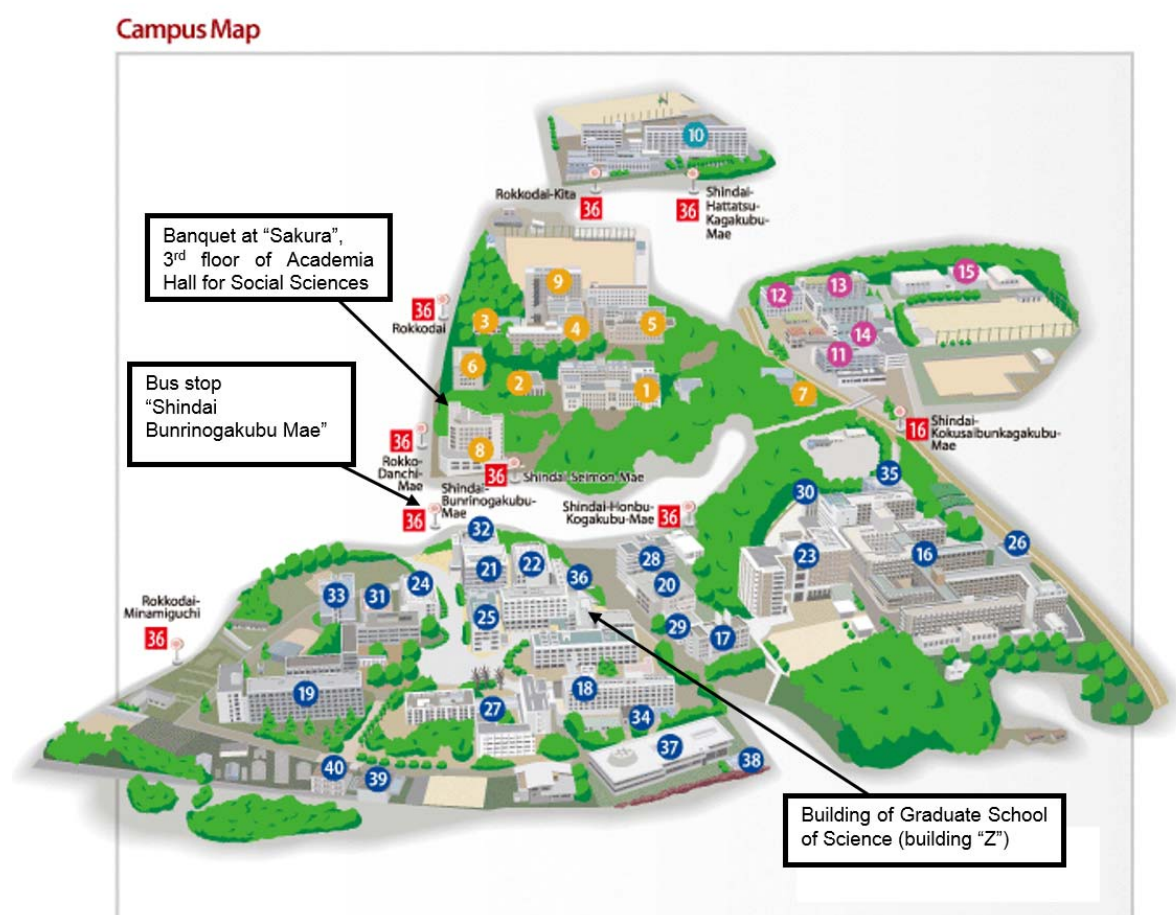 Campus Map
10
Rokkodai-Kita
36
36
Shindai-
Hattatsu-
Kagakubu-
Mae
Banquet at “Sakura”,
3rd floor of Academia
Hall for Social Sciences
9
15
13
12
36
Rokkodai
3
4
5
14
11
6
2
1
7
Bus stop
“Shindai
Bunrinogakubu Mae”
16
Shindai-
Kokusaibunkagakubu-
Mae
36
Rokko-
Danchi-
Mae
8
36
Shindai-Seimon-Mae
Shindai-
Bunrinogakubu-
Mae
36
Shindai-Honbu-
Kogakubu-Mae
36
35
30
32
28
23
16
26
21
22
36
20
24
33
31
25
29
17
Rokkodai-
Minamiguchi
36
19
18
27
34
37
38
40
39
Building of Graduate School
of Science (building “Z”)